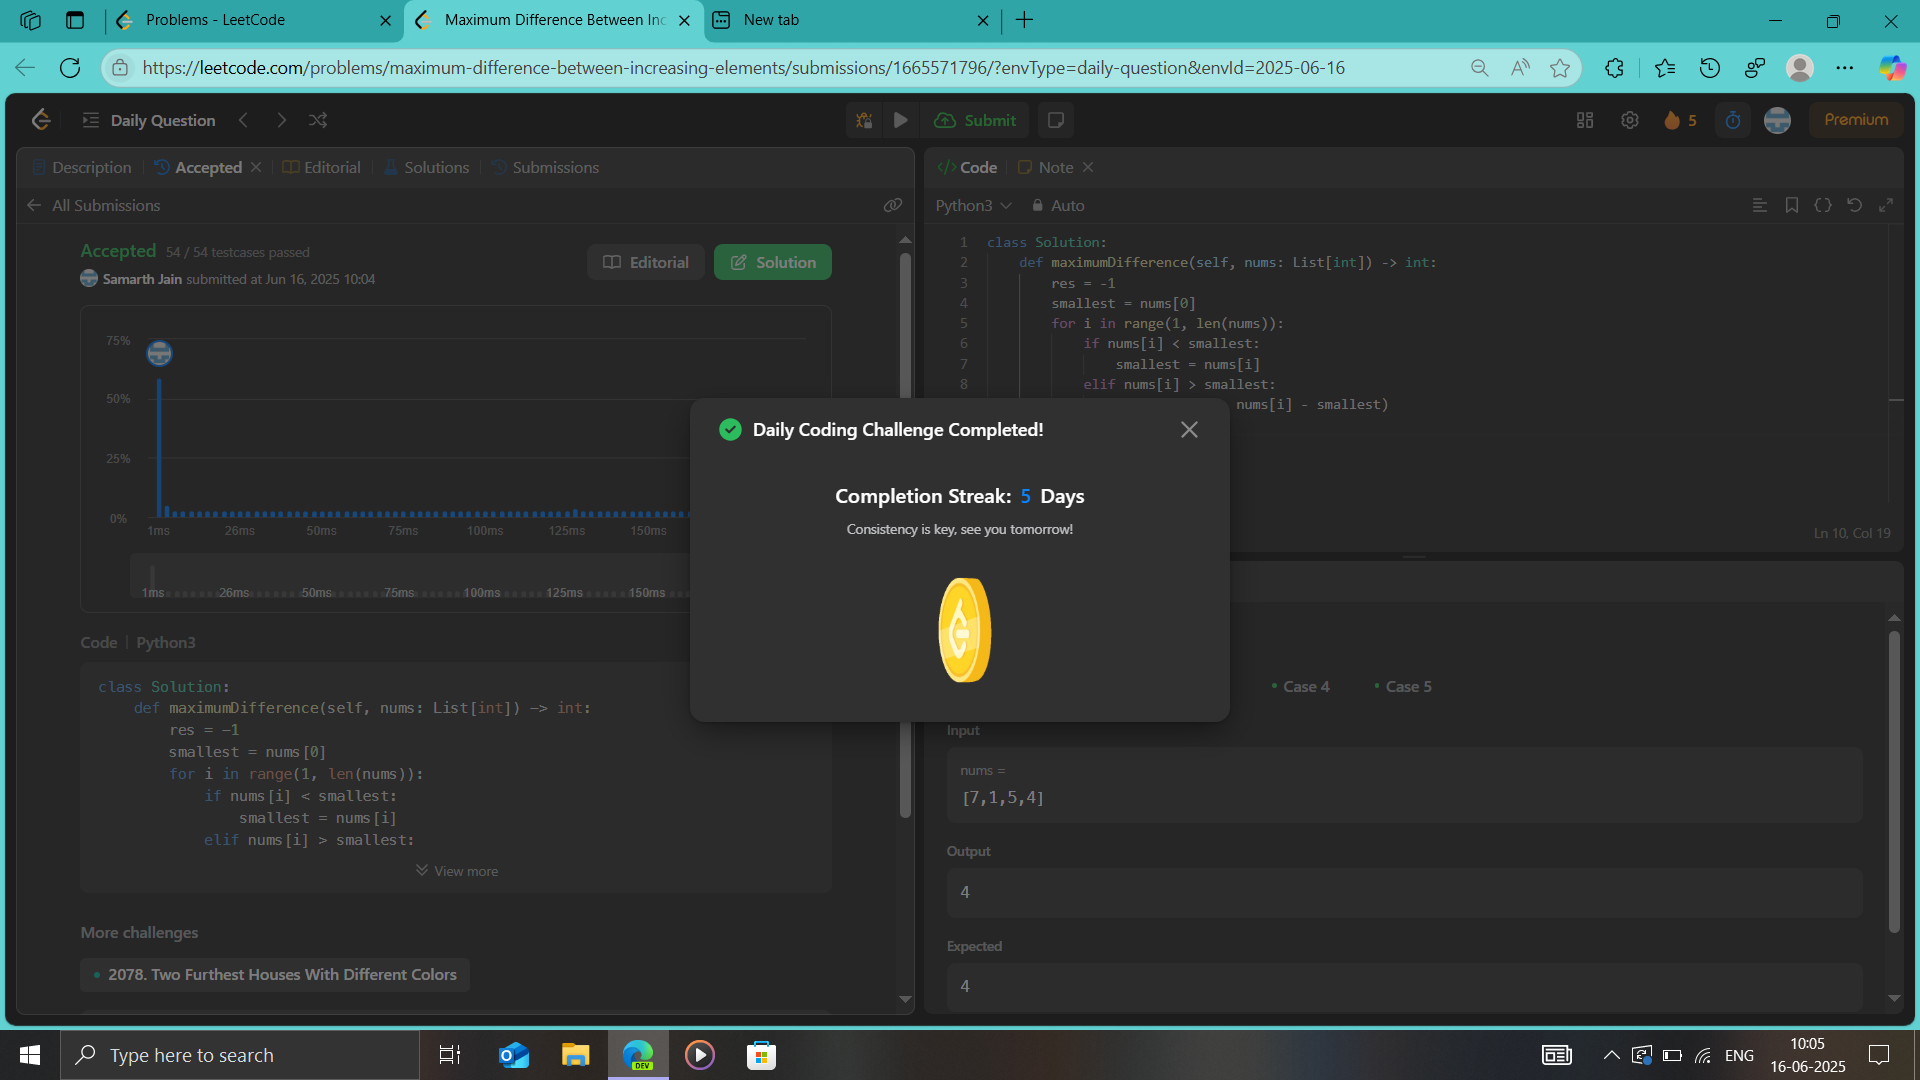 Problems - LeetCode
Maximum Difference Between Inc
New tab
https://leetcode.com/problems/maximum-difference-between-increasing-elements/submissions/1665571796/?envType=daily-question&envId=2025-06-16
Daily Question
Submit
5
Premium
Description
Accepted
Editorial
Solutions
Submissions
All Submissions
Accepted 54 / 54 testcases passed
Samarth Jain submitted at Jun 16, 2025 10:04
Editorial
Solution
75%
50%
25%
0%
1ms 26ms 50ms 75ms 100ms 125ms 150ms
1ms 26ms 50ms 75ms 100ms 125ms 150ms
Code | Python3
class Solution:
def maximumDifference(self, nums: List[int]) -> int:
res = -1
smallest = nums[0]
for i in range(1, len(nums)):
if nums[i] < smallest:
smallest = nums[i]
elif nums[i] > smallest:
View more
More challenges
2078. Two Furthest Houses With Different Colors
Code
Note
Python3
Auto
1 class Solution:
2 def maximumDifference(self, nums: List[int]) -> int:
3 res = -1
4 smallest = nums[0]
5 for i in range(1, len(nums)):
6 if nums[i] < smallest:
7 smallest = nums[i]
8 elif nums[i] > smallest:
nums[i] - smallest)
Ln 10, Col 19
Daily Coding Challenge Completed!
Completion Streak: 5 Days
Consistency is key, see you tomorrow!
Case 4
Case 5
Input
nums =
[7,1,5,4]
Output
4
Expected
4
Type here to search
DEV
ENG
10:05
16-06-2025